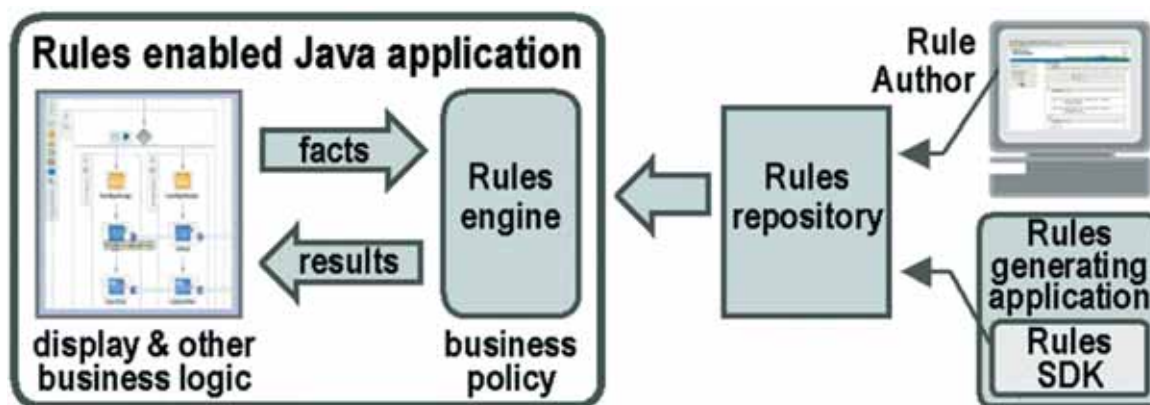 Rules enabled Java application
facts
results
Rules
engine
display & other
business logic
business
policy
Rules
repository
Rule
Author
Rules
generating
application
Rules
SDK